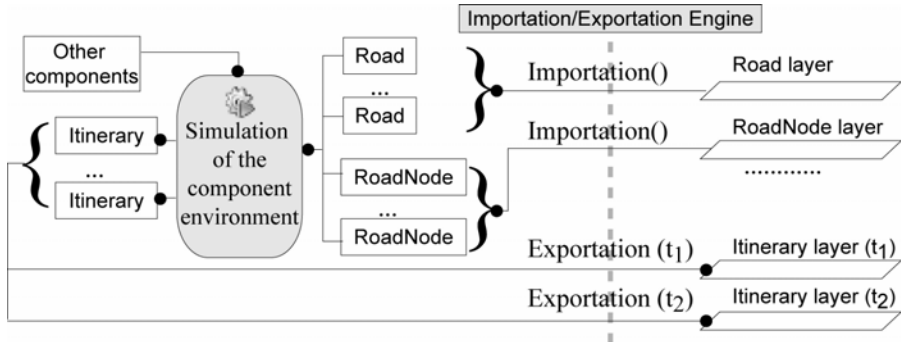 Importation/Exportation Engine
Other
components
Road
...
Road
Importation()
Road layer
Itinerary
...
Itinerary
Simulation
of the
component
environment
Importation()
RoadNode layer
............
RoadNode
...
RoadNode
Exportation (t1)
Itinerary layer (t1)
Exportation (t2)
Itinerary layer (t2)